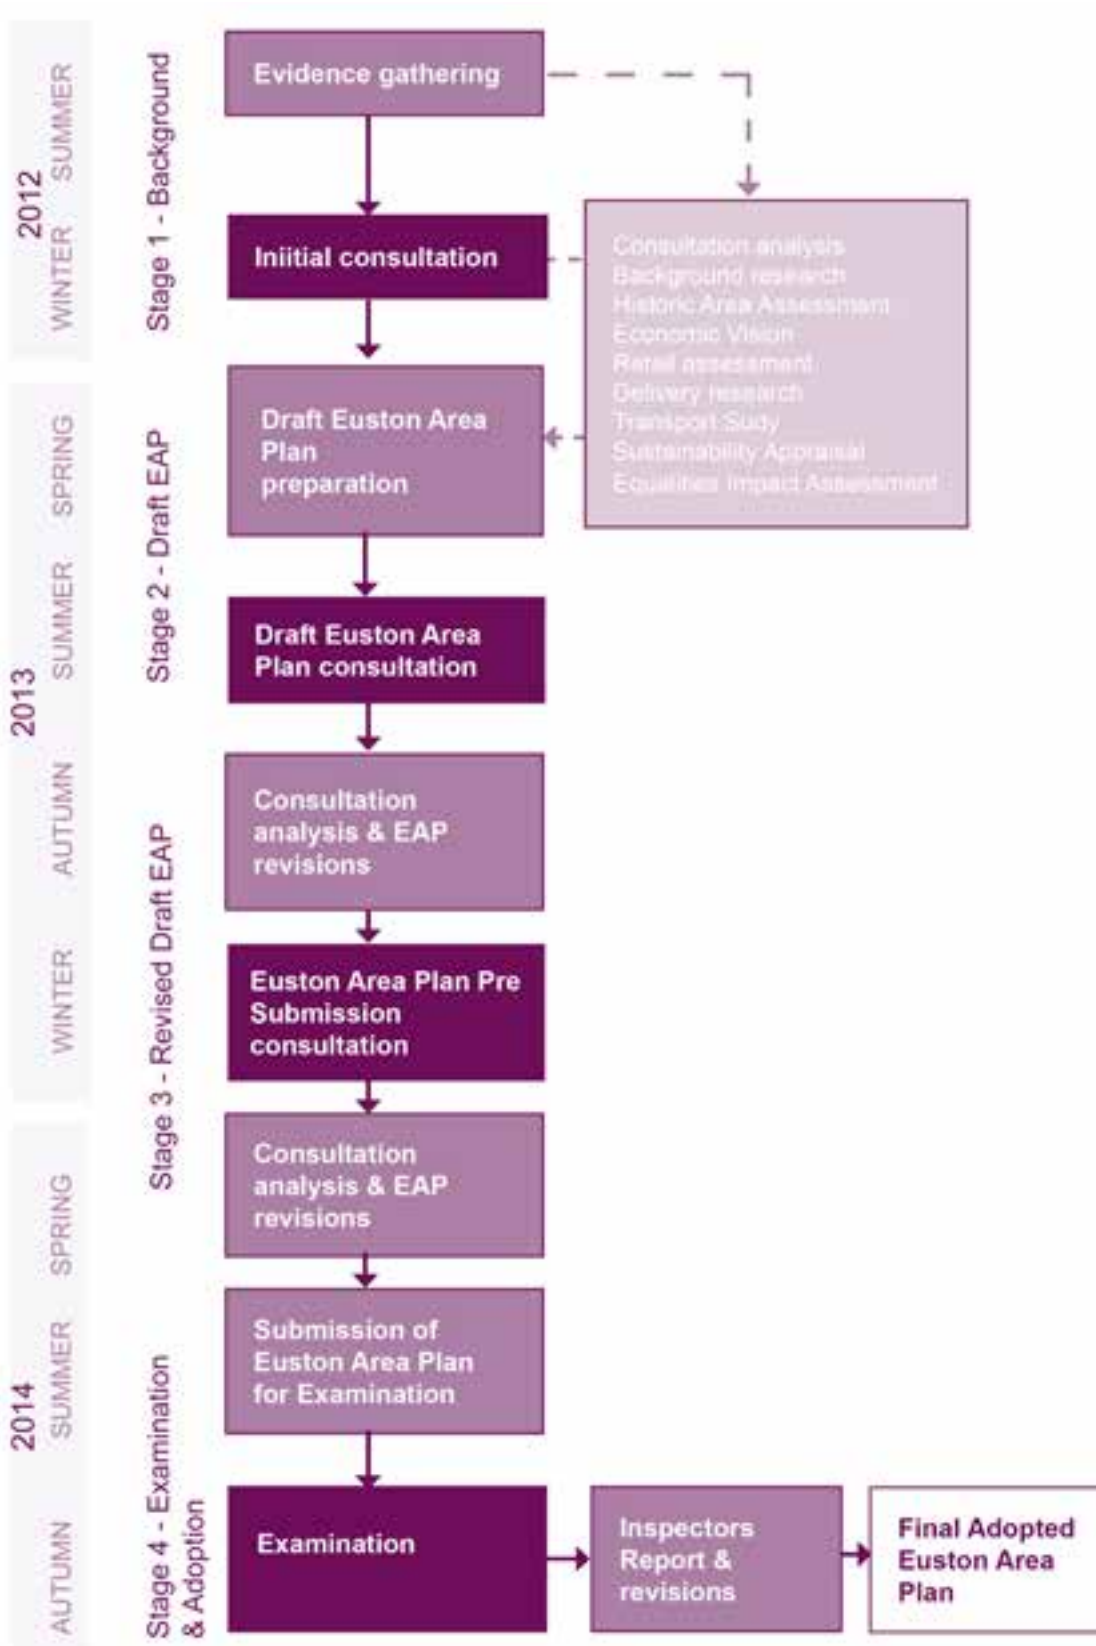 2012
SUMMER
WINTER
Stage 1 - Background
Evidence gathering
Iniitial consultation
Consultation analysis
Background research
Historic Area Assessment
Economic Vision
Retail assessment
Delivery research
Transport Sudy
Sustainability Appraisal
Equalities Impact Assessment
2013
SPRING
SUMMER
AUTUMN
WINTER
Stage 2 - Draft EAP
Draft Euston Area
Plan
preparation
Draft Euston Area
Plan consultation
Stage 3 - Revised Draft EAP
Consultation
analysis & EAP
revisions
Euston Area Plan Pre
Submission
consultation
Consultation
analysis & EAP
revisions
2014
SPRING
SUMMER
AUTUMN
Stage 4 - Examination
& Adoption
Submission of
Euston Area Plan
for Examination
Examination
Inspectors
Report &
revisions
Final Adopted
Euston Area
Plan